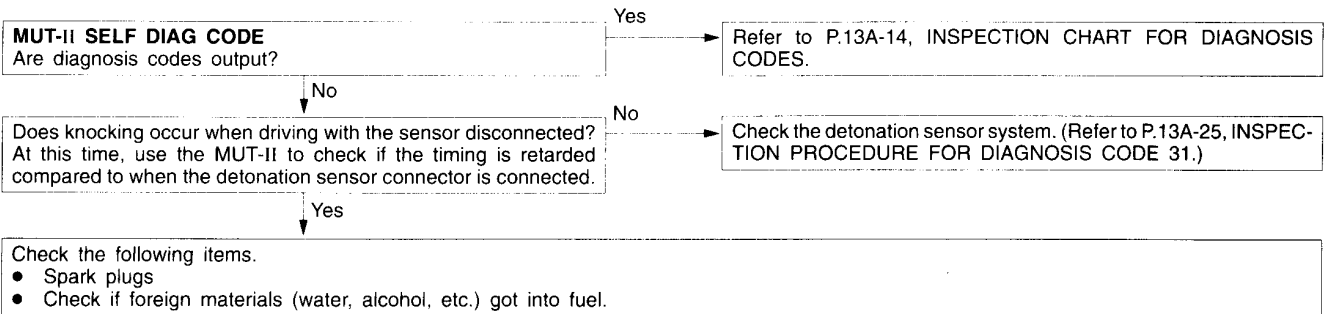 Yes
MUT-II SELF DIAG CODE
Are diagnosis codes output?
Refer to P.13A-14, INSPECTION CHART FOR DIAGNOSIS
CODES.
No
Does knocking occur when driving with the sensor disconnected?
At this time, use the MUT-II to check if the timing is retarded
compared to when the detonation sensor connector is connected.
No
Check the detonation sensor system. (Refer to P.13A-25, INSPEC-
TION PROCEDURE FOR DIAGNOSIS CODE 31.)
Yes
Check the following items.
● Spark plugs
● Check if foreign materials (water, alcohol, etc.) got into fuel.